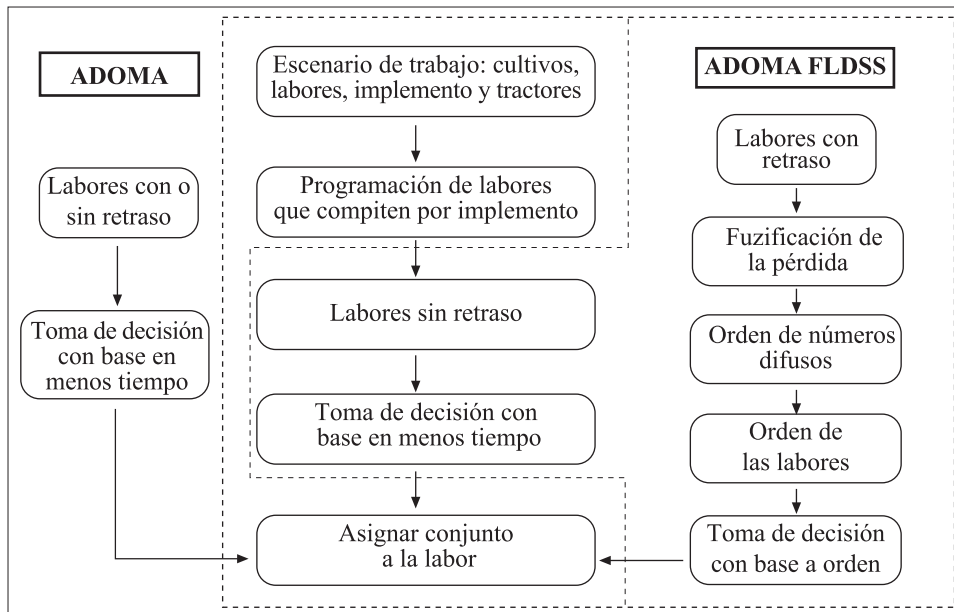 ADOMA
Labores con o
sin retraso
Toma de decisión
con base en
menos tiempo
Escenario de trabajo: cultivos,
labores, implemento y tractores
Programación de labores
que compiten por implemento
Labores sin retraso
Toma de decisión con
base en menos tiempo
Asignar conjunto
a la labor
ADOMA FLDSS
Labores con
retraso
Fuzificación de
la pérdida
Orden de números
difusos
Orden de
las labores
Toma de decisión
con base a orden